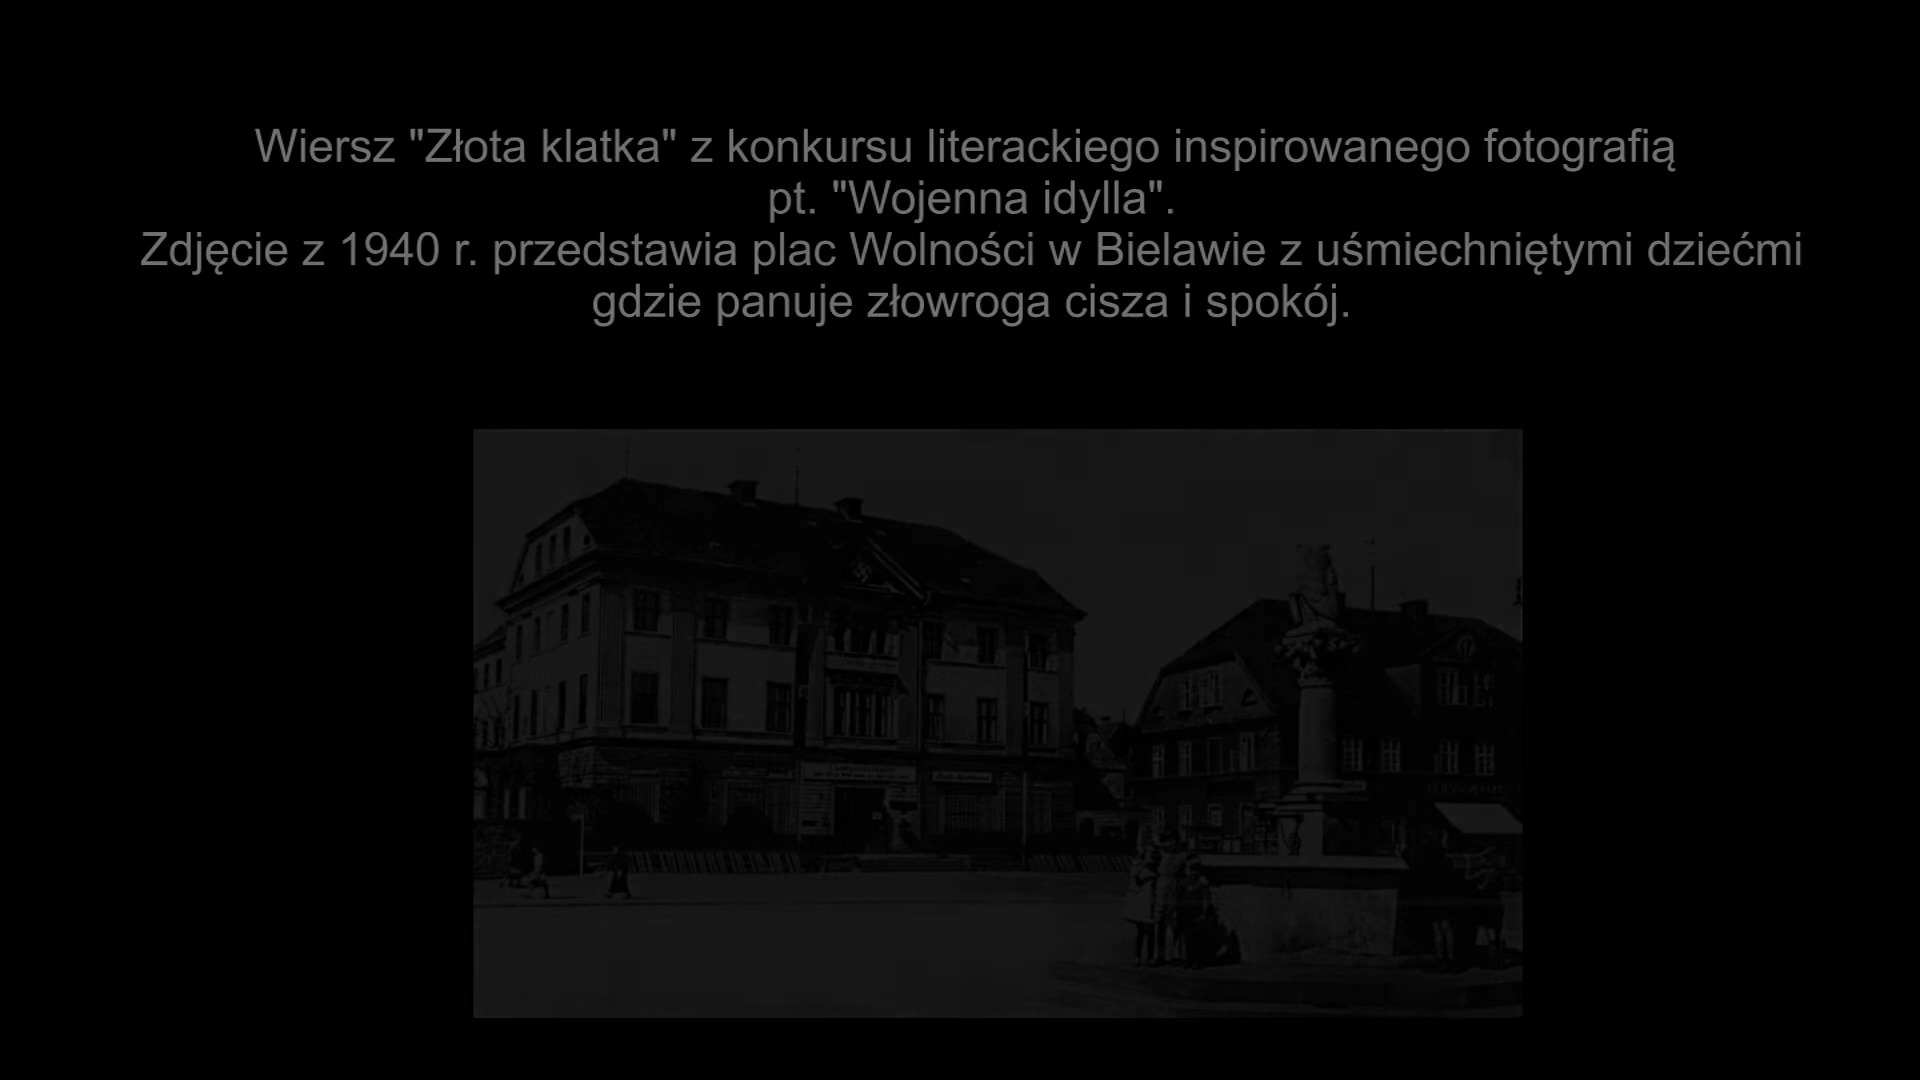 Wiersz "Złota klatka" z konkursu literackiego inspirowanego fotografią
pt. "Wojenna idylla".
Zdjęcie z 1940 r. przedstawia plac Wolności w Bielawie z uśmiechniętymi dziećmi
gdzie panuje złowroga cisza i spokój.